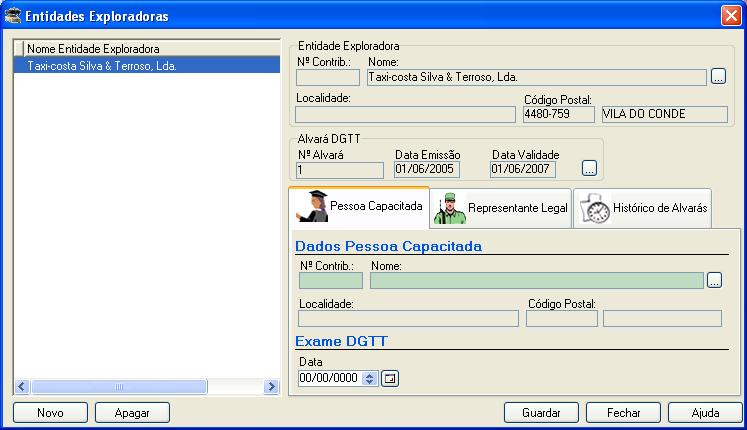 Entidades Exploradoras
Nome Entidade Exploradora
Taxi-costa Silva & Terroso, Lda.
Entidade Exploradora
Nº Contrib.: Nome:
Taxi-costa Silva & Terroso, Lda. ...
Localidade: Código Postal:
4480-759 VILA DO CONDE
Alvará DGTT
Nº Alvará Data Emissão Data Validade
1 01/06/2005 01/06/2007 ...
Pessoa Capacitada Representante Legal Histórico de Alvarás
Dados Pessoa Capacitada
Nº Contrib.: Nome:
...
Localidade: Código Postal:
Exame DGTT
Data
00/00/0000
Novo Apagar Guardar Fechar Ajuda